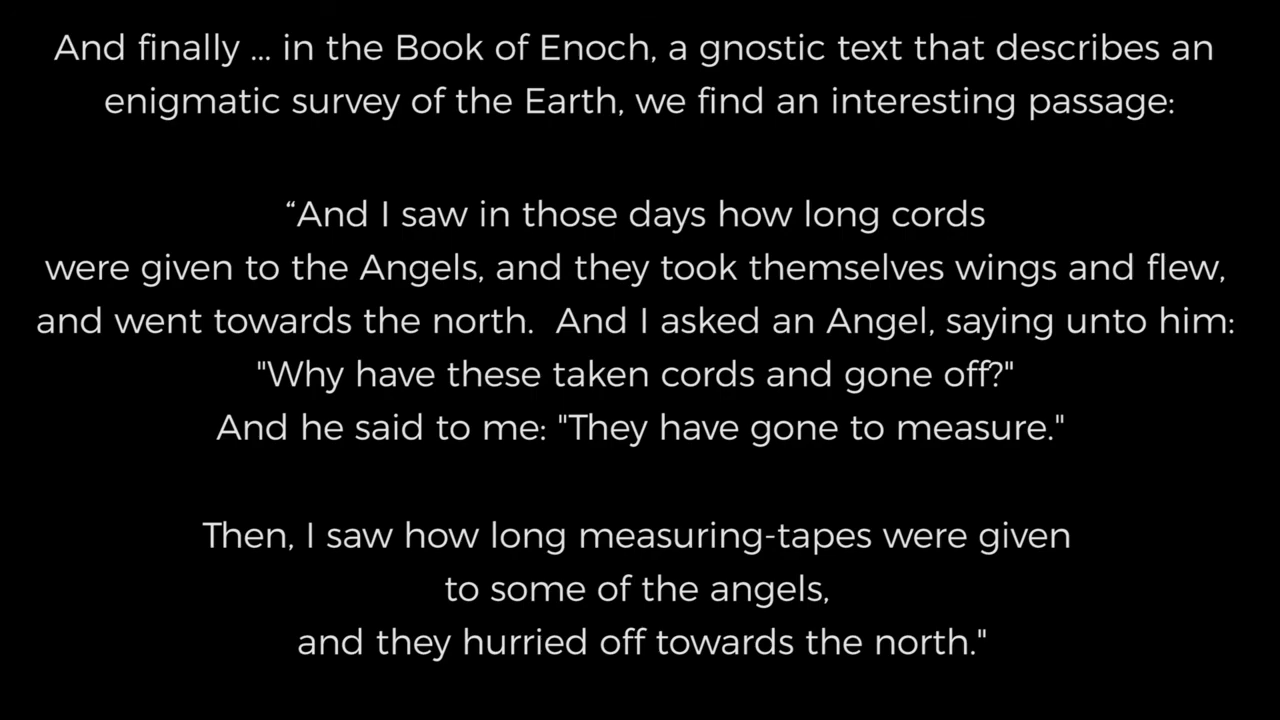 And finally ... in the Book of Enoch, a gnostic text that describes an
enigmatic survey of the Earth, we find an interesting passage:
“And I saw in those days how long cords
were given to the Angels, and they took themselves wings and flew,
and went towards the north.  And I asked an Angel, saying unto him:
"Why have these taken cords and gone off?"
And he said to me: "They have gone to measure."
Then, I saw how long measuring-tapes were given
to some of the angels,
and they hurried off towards the north."